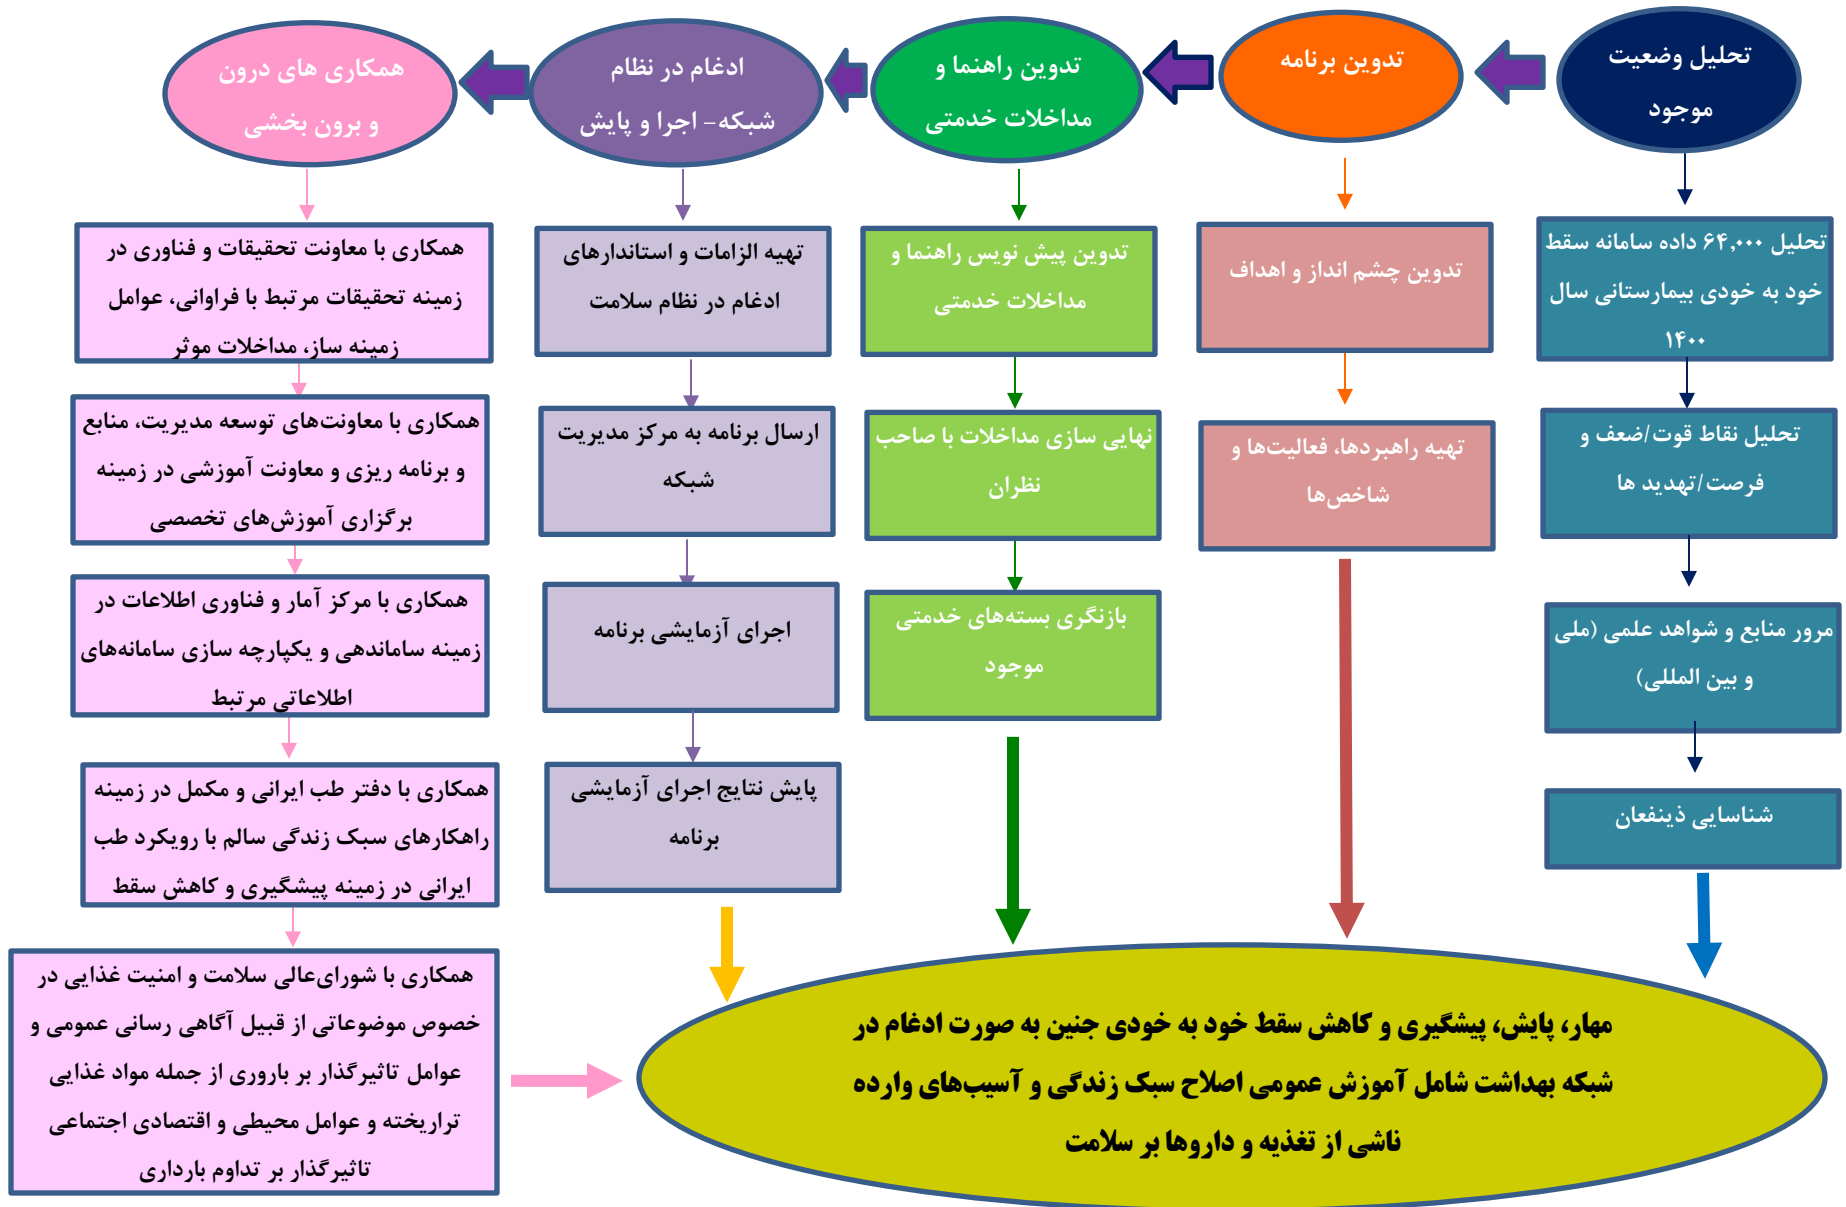 تحلیل وضعیت
موجود
تدوین برنامه
تدوین راهنما و
مداخلات خدمتی
ادغام در نظام
شبکه- اجرا و پایش
همکاری های درون
و برون بخشی
تحلیل ۶۴,۰۰۰ داده سامانه سقط
خود به خودی بیمارستانی سال
۱۴۰۰
تحلیل نقاط قوت/ضعف و
فرصت/تهدید ها
مرور منابع و شواهد علمی (ملی
و بین المللی)
شناسایی ذینفعان
تدوین چشم انداز و اهداف
تهیه راهبردها، فعالیت‌ها و
شاخص‌ها
تدوین پیش نویس راهنما و
مداخلات خدمتی
نهایی سازی مداخلات با صاحب
نظران
بازنگری بسته‌های خدمتی
موجود
تهیه الزامات و استاندارهای
ادغام در نظام سلامت
ارسال برنامه به مرکز مدیریت
شبکه
اجرای آزمایشی برنامه
پایش نتایج اجرای آزمایشی
برنامه
همکاری با معاونت تحقیقات و فناوری در
زمینه تحقیقات مرتبط با فراوانی، عوامل
زمینه ساز، مداخلات موثر
همکاری با معاونت‌های توسعه مدیریت، منابع
و برنامه ریزی و معاونت آموزشی در زمینه
برگزاری آموزش‌های تخصصی
همکاری با مرکز آمار و فناوری اطلاعات در
زمینه ساماندهی و یکپارچه سازی سامانه‌های
اطلاعاتی مرتبط
همکاری با دفتر طب ایرانی و مکمل در زمینه
راهکارهای سبک زندگی سالم با رویکرد طب
ایرانی در زمینه پیشگیری و کاهش سقط
همکاری با شورای‌عالی سلامت و امنیت غذایی در
خصوص موضوعاتی از قبیل آگاهی رسانی عمومی و
عوامل تاثیرگذار بر باروری از جمله مواد غذایی
تراریخته و عوامل محیطی و اقتصادی اجتماعی
تاثیرگذار بر تداوم بارداری
مهار، پایش، پیشگیری و کاهش سقط خود به خودی جنین به صورت ادغام در
شبکه بهداشت شامل آموزش عمومی اصلاح سبک زندگی و آسیب‌های وارده
ناشی از تغذیه و داروها بر سلامت